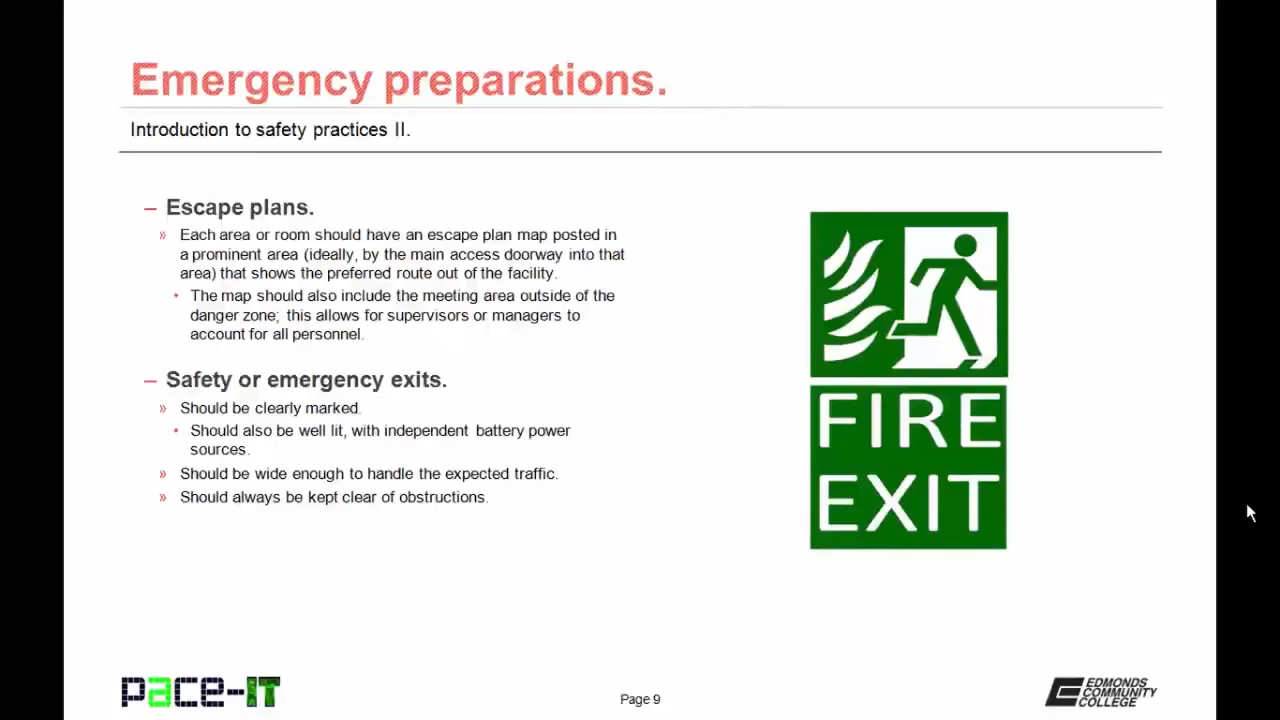 Emergency preparations.
Introduction to safety practices II.
– Escape plans.
» Each area or room should have an escape plan map posted in
a prominent area (ideally, by the main access doorway into that
area) that shows the preferred route out of the facility.
• The map should also include the meeting area outside of the
danger zone; this allows for supervisors or managers to
account for all personnel.
– Safety or emergency exits.
» Should be clearly marked.
• Should also be well lit, with independent battery power
sources.
» Should be wide enough to handle the expected traffic.
» Should always be kept clear of obstructions.
FIRE
EXIT
pace-IT
Page 9
EDMONDS
COMMUNITY
COLLEGE